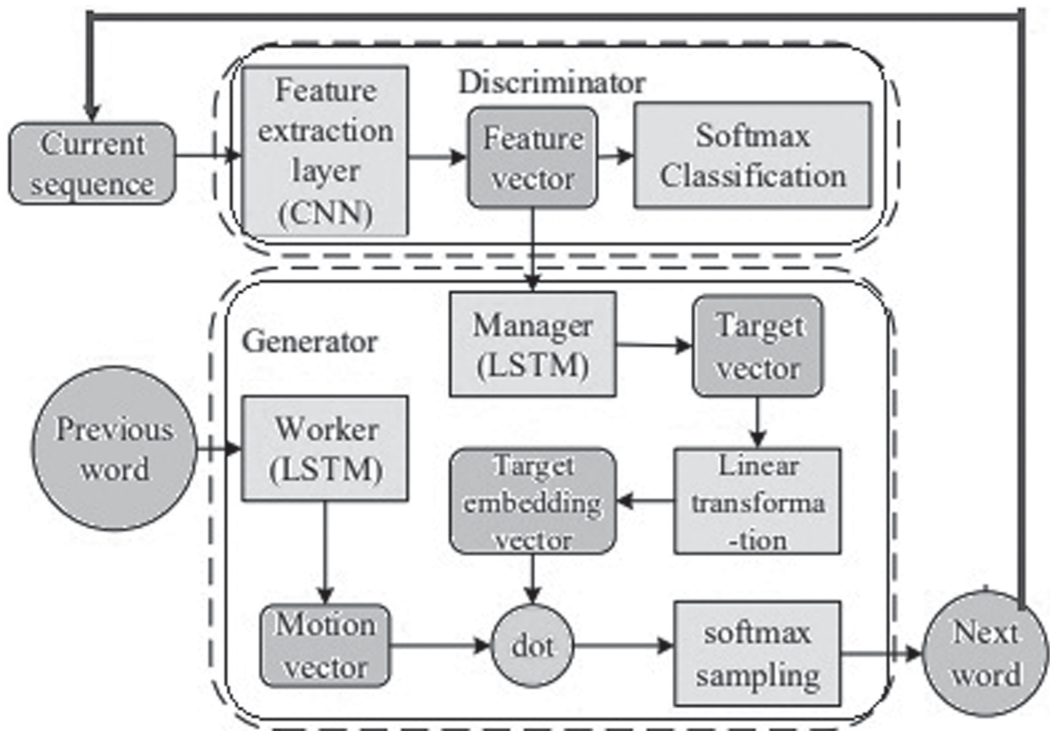 Current
sequence
Feature
extraction
layer
(CNN)
Discriminator
Feature
vector
Softmax
Classification
Generator
Manager
(LSTM)
Target
vector
Previous
word
Worker
(LSTM)
Target
embedding
vector
Linear
transforma
-tion
Motion
vector
dot
softmax
sampling
Next
word